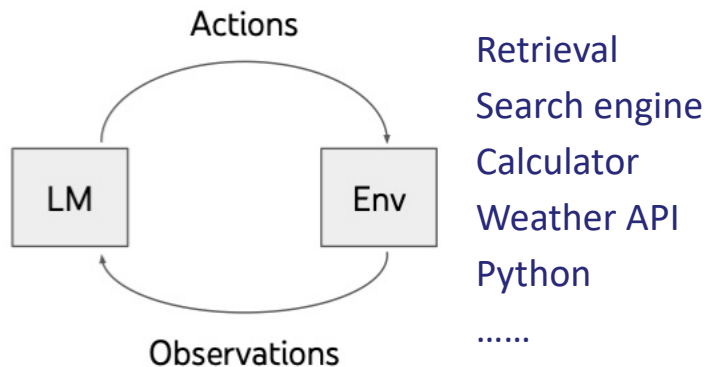 Actions
LM
Env
Observations
Retrieval
Search engine
Calculator
Weather API
Python
......